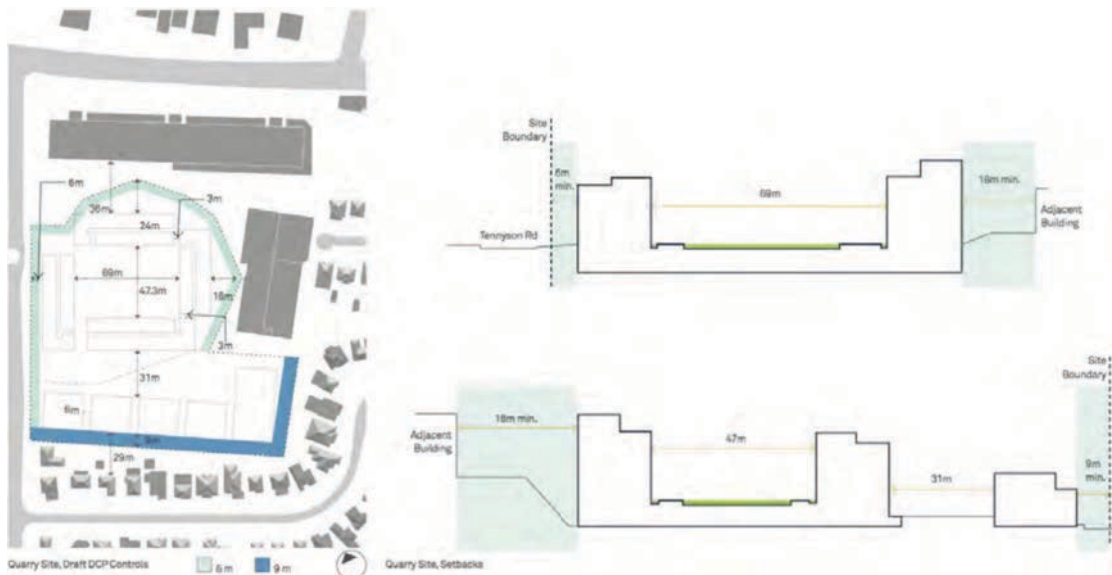 6m
3m
36m
24m
69m
47.3m
18m
3m
31m
6m
9m
29m
Quarry Site, Draft DCP Controls
6 m
9 m
Site
Boundary
6m
min.
69m
18m min.
Adjacent
Building
Tennyson Rd
Site
Boundary
18m min.
Adjacent
Building
47m
31m
9m
min.
Quarry Site, Setbacks